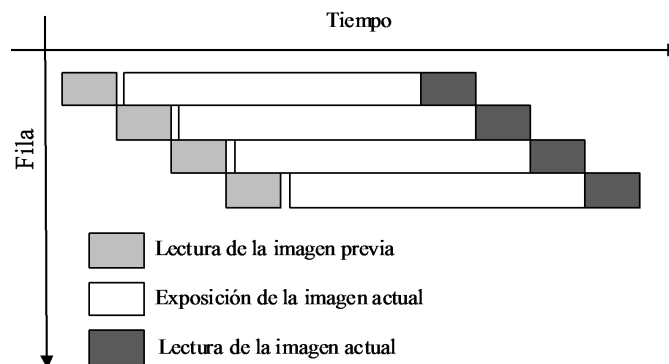 Tiempo
Fila
Lectura de la imagen previa
Exposición de la imagen actual
Lectura de la imagen actual